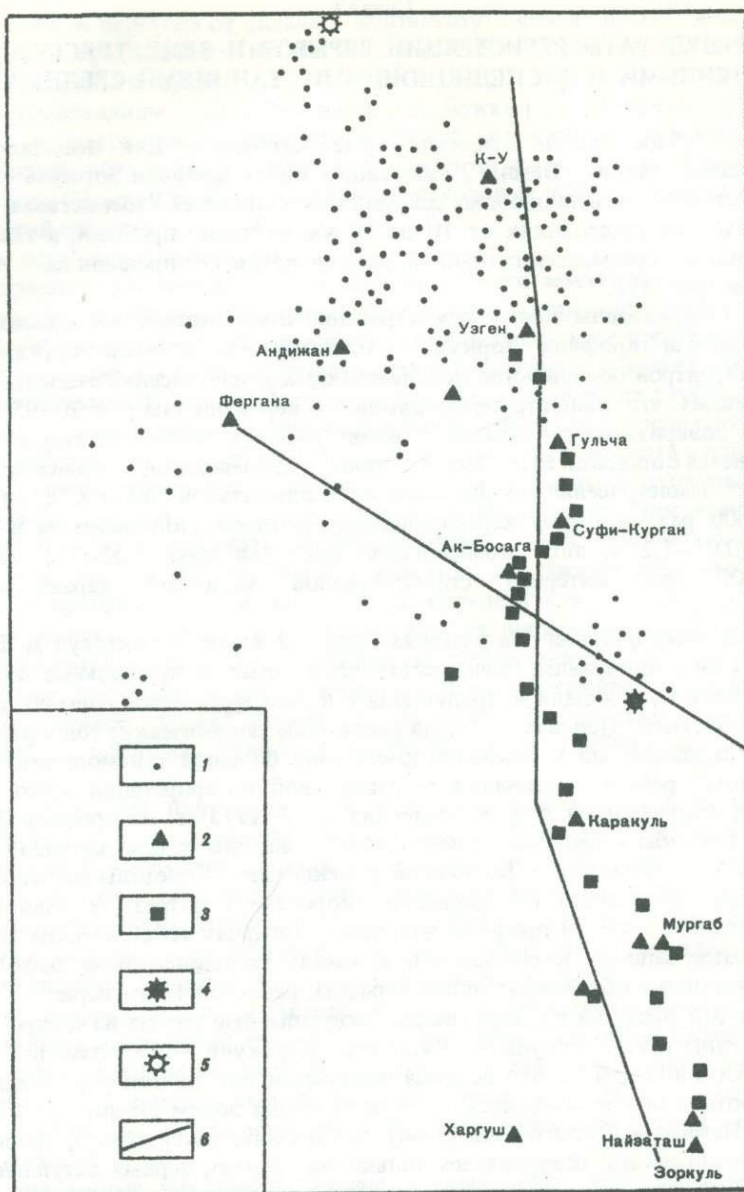 К-У
Узген
Андижан
Фергана
Гульча
Суфи-Курган
Ак-Босага
1
2
Каракуль
3
Мургаб
4
5
6
Харгуш
Найзаташ
Зоркуль